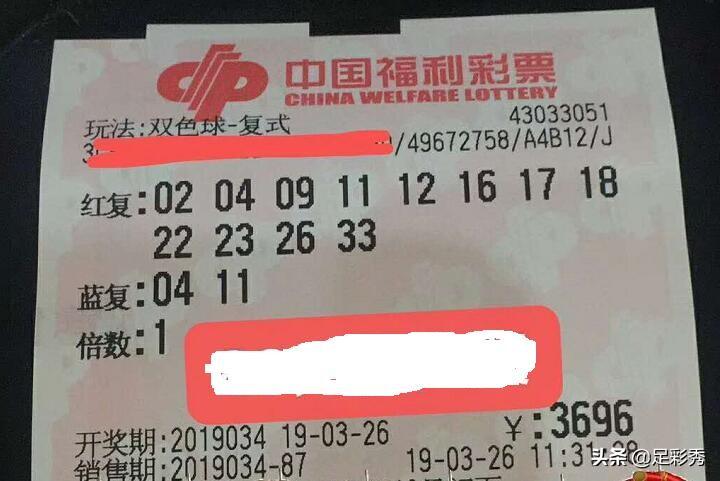 中国福利彩票
CHINA WELFARE LOTTERY
43033051
玩法:双色球-复式
/49672758/A4B12/J
红复:02 04 09 11 12 16 17 18
22 23 26 33
蓝复:04 11
倍数:1
¥:3696
开奖期:2019034 19-03-26
销售期:2019034-87 19-03-26 11:31:28
头条@足彩秀